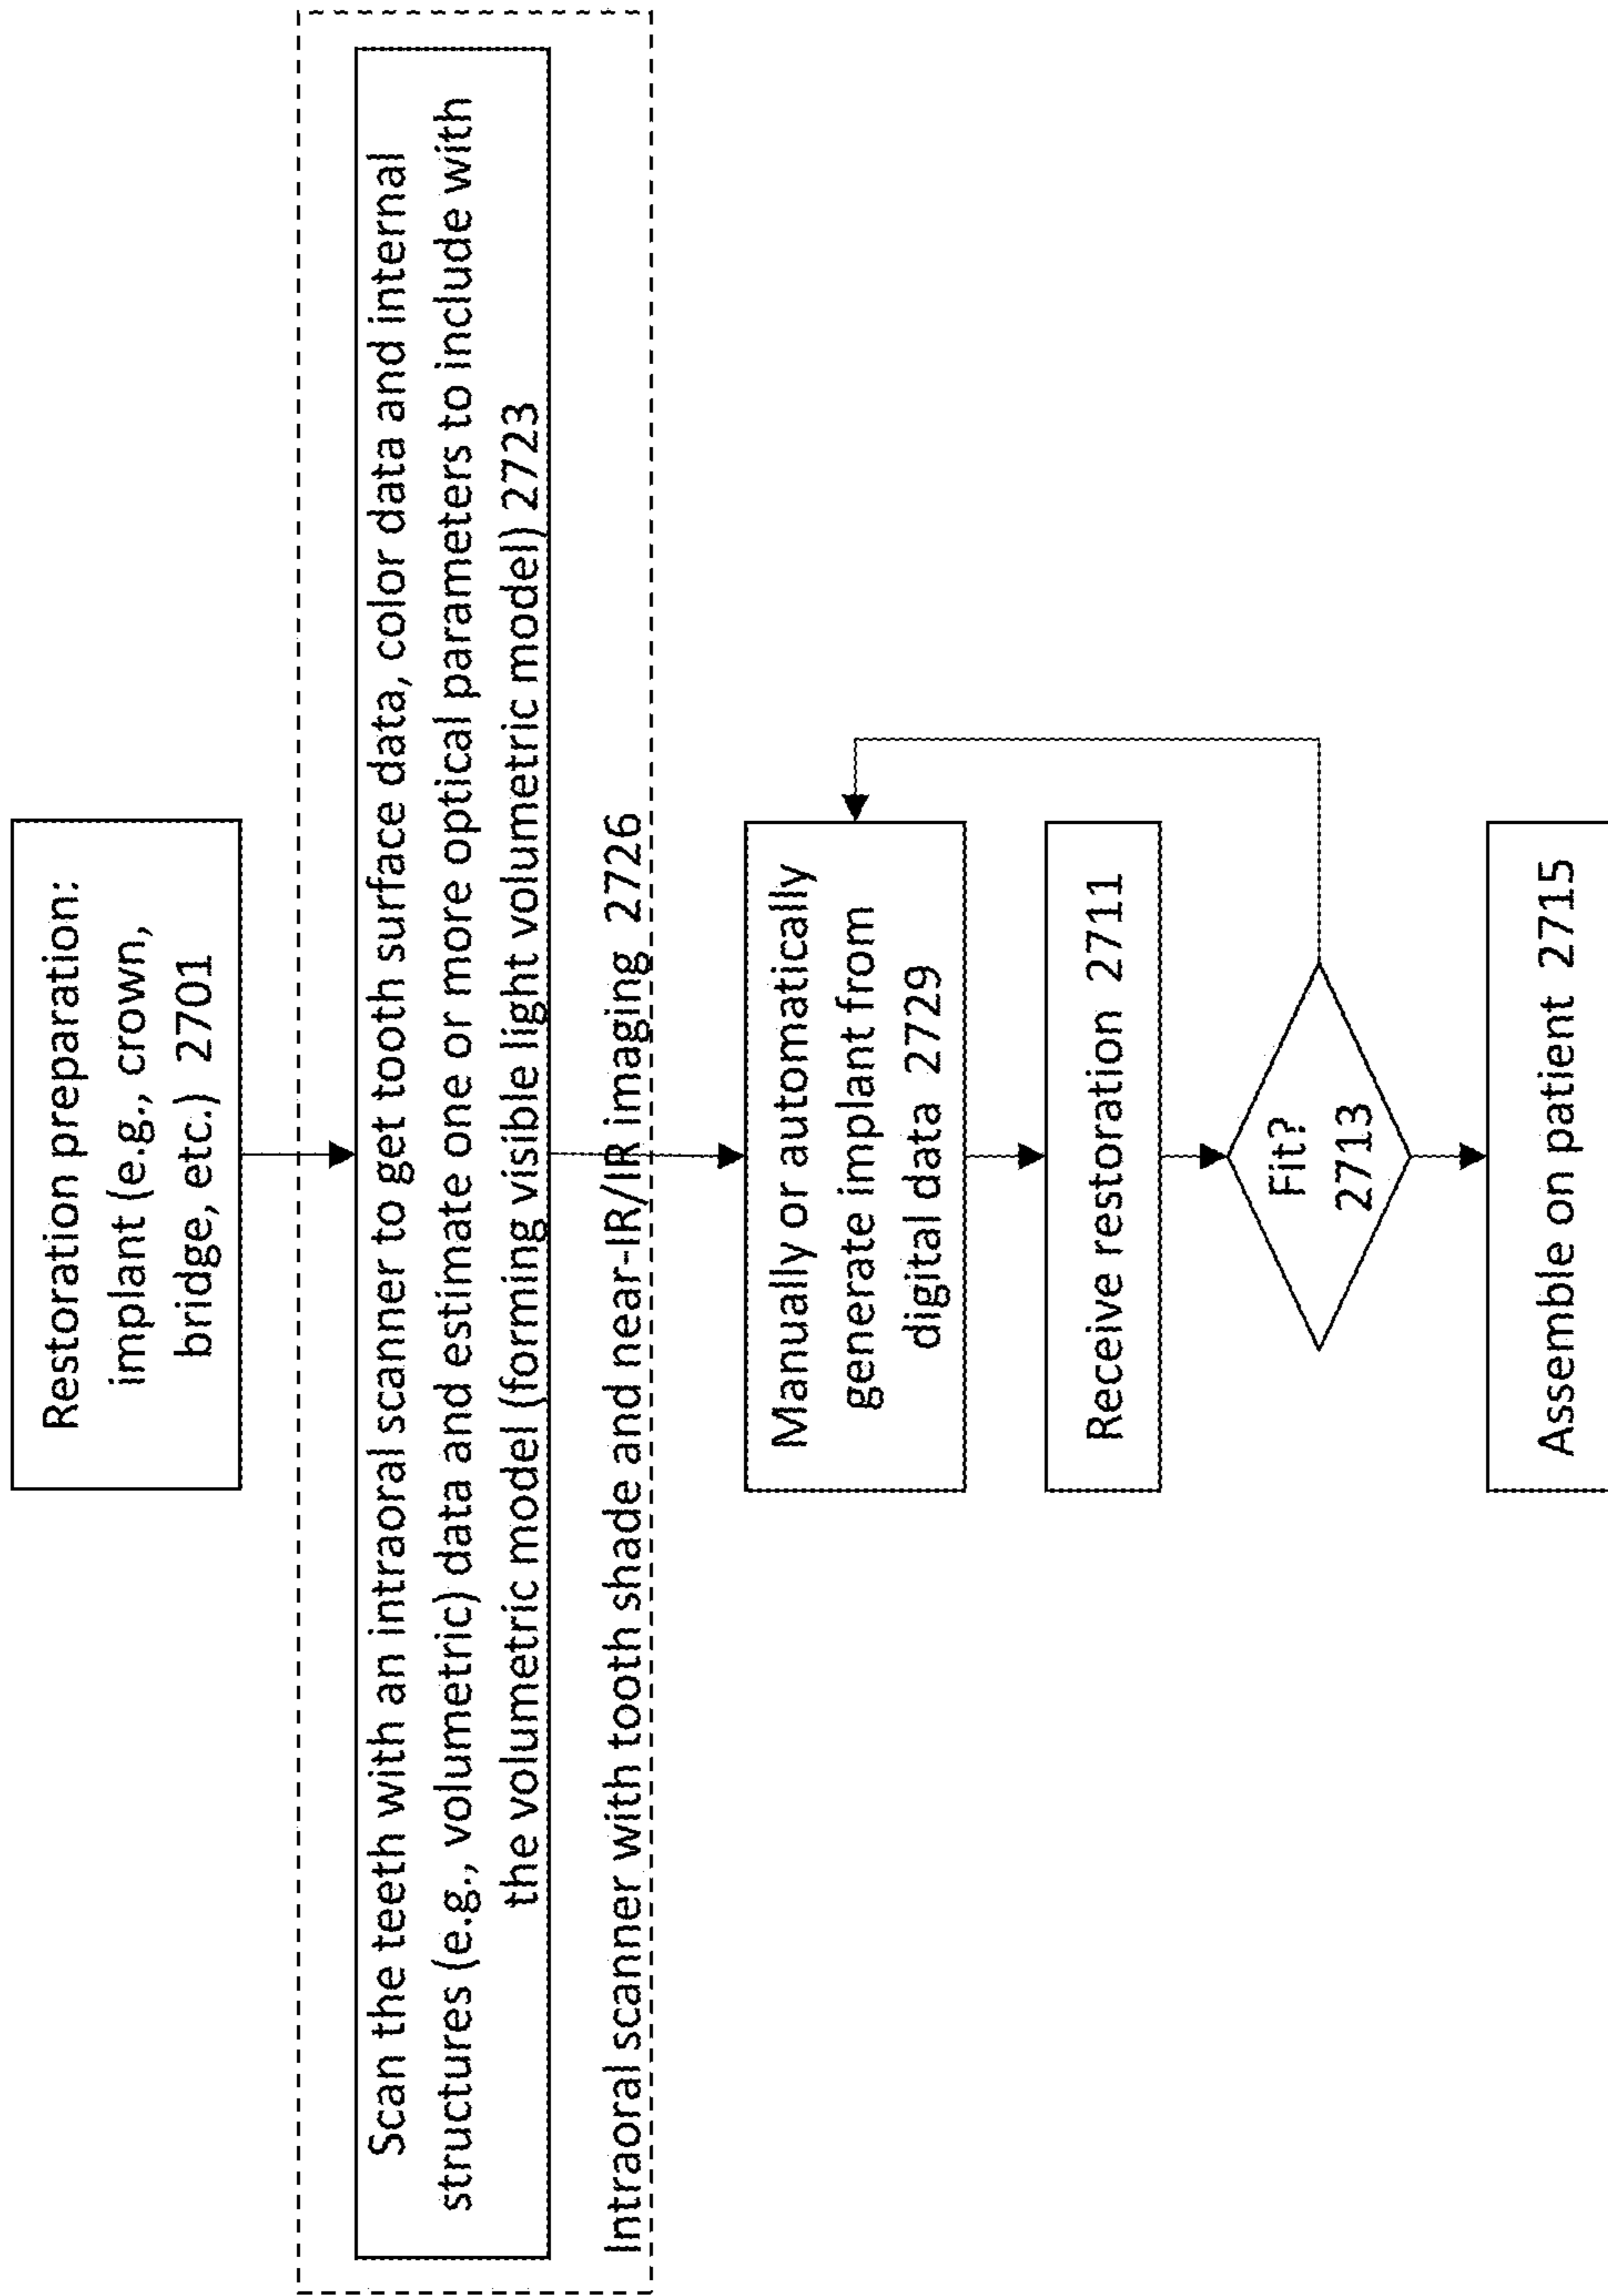 Restoration preparation:
implant (e.g., crown,
bridge, etc.) 2701
Scan the teeth with an intraoral scanner to get tooth surface data, color data and internal
structures (e.g., volumetric) data and estimate one or more optical parameters to include with
the volumetric model (forming visible light volumetric model) 2723
Intraoral scanner with tooth shade and near-IR/IR imaging 2726
Manually or automatically
generate implant from
digital data 2729
Receive restoration 2711
Fit?
2713
Assemble on patient 2715